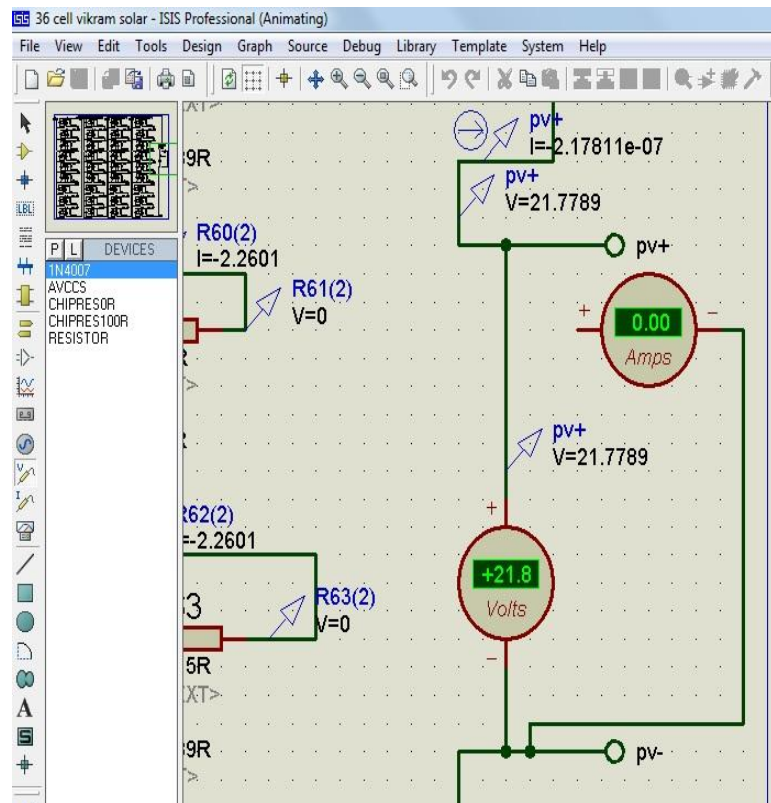 ISIS 36 cell vikram solar - ISIS Professional (Animating)
File View Edit Tools Design Graph Source Debug Library Template System Help
P L DEVICES
1N4007
AVCCS
CHIPRES0R
CHIPRES100R
RESISTOR
LBL
A
S
V
I
9R
R60(2)
I=-2.2601
R61(2)
V=0
R62(2)
=-2.2601
R63(2)
V=0
3
5R
9R
pv+
I=-2.17811e-07
pv+
V=21.7789
pv+
+
0.00
-
Amps
pv+
V=21.7789
+
+21.8
Volts
-
pv-